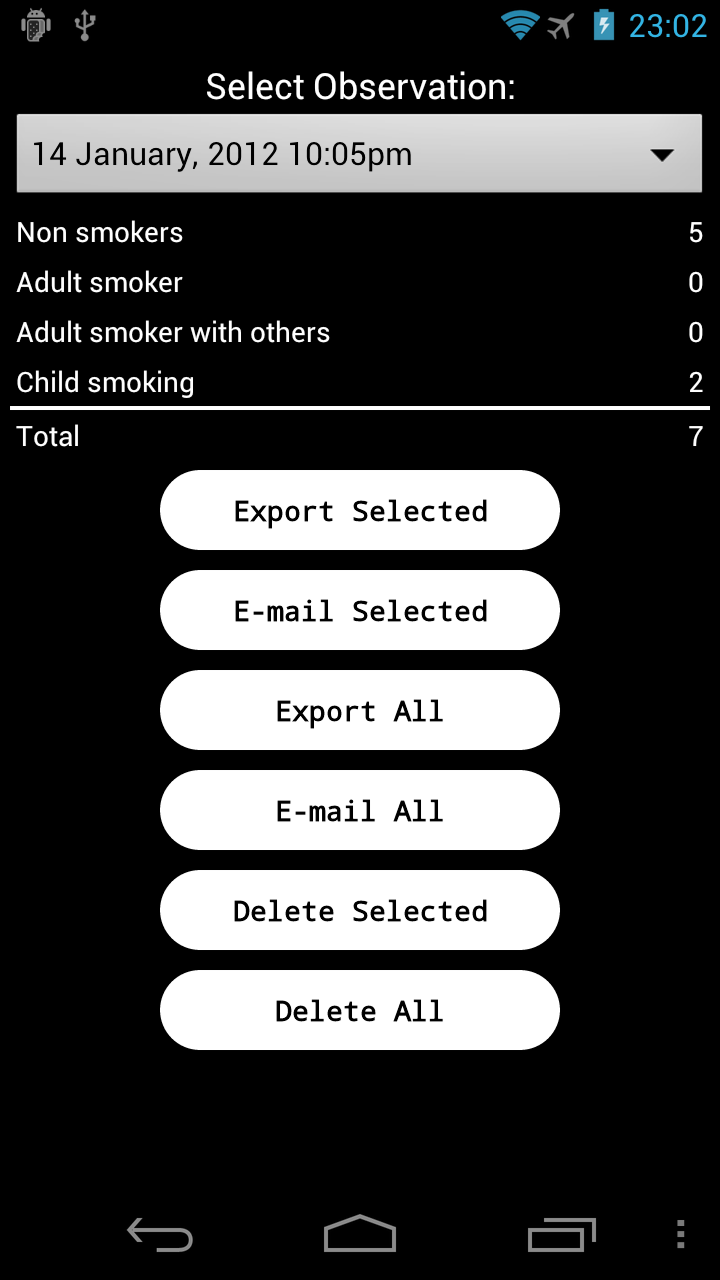 23:02
Select Observation:
14 January, 2012 10:05pm
Non smokers 5
Adult smoker 0
Adult smoker with others 0
Child smoking 2
Total 7
Export Selected
E-mail Selected
Export All
E-mail All
Delete Selected
Delete All